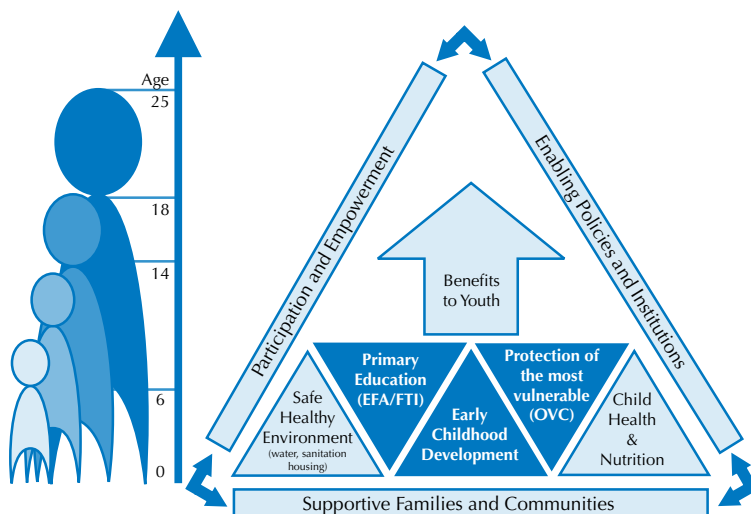 Age
25
18
14
6
0
Participation and Empowerment
Enabling Policies and Institutions
Benefits
to Youth
Primary
Education
(EFA/FTI)
Protection of
the most
vulnerable
(OVC)
Safe
Healthy
Environment
(water, sanitation
housing)
Early
Childhood
Development
Child
Health
&
Nutrition
Supportive Families and Communities